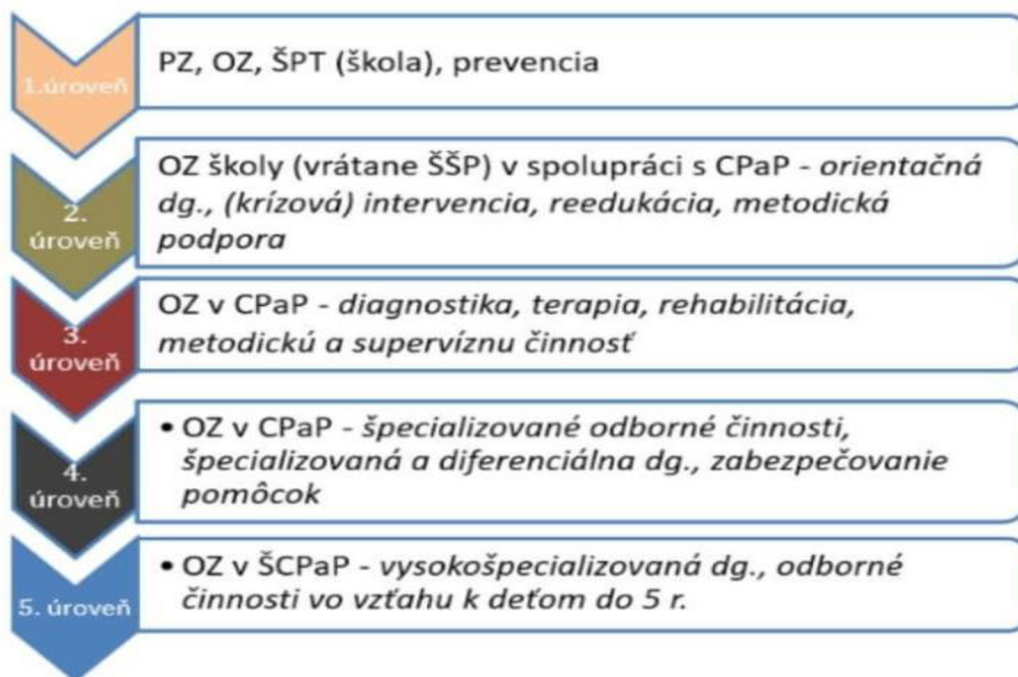 1.úroveň
PZ, OZ, ŠPT (škola), prevencia
2.
úroveň
OZ školy (vrátane ŠŠP) v spolupráci s CPaP - orientačná
dg., (krízová) intervencia, reedukácia, metodická
podpora
3.
úroveň
OZ v CPaP - diagnostika, terapia, rehabilitácia,
metodickú a supervíznu činnosť
4.
úroveň
• OZ v CPaP - špecializované odborné činnosti,
špecializovaná a diferenciálna dg., zabezpečovanie
pomôcok
5. úroveň
• OZ v ŠCPaP - vysokošpecializovaná dg., odborné
činnosti vo vzťahu k deťom do 5 r.